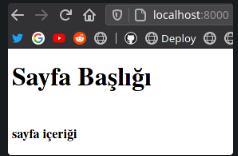 localhost:8000
Deploy
Sayfa Başlığı
sayfa içeriği